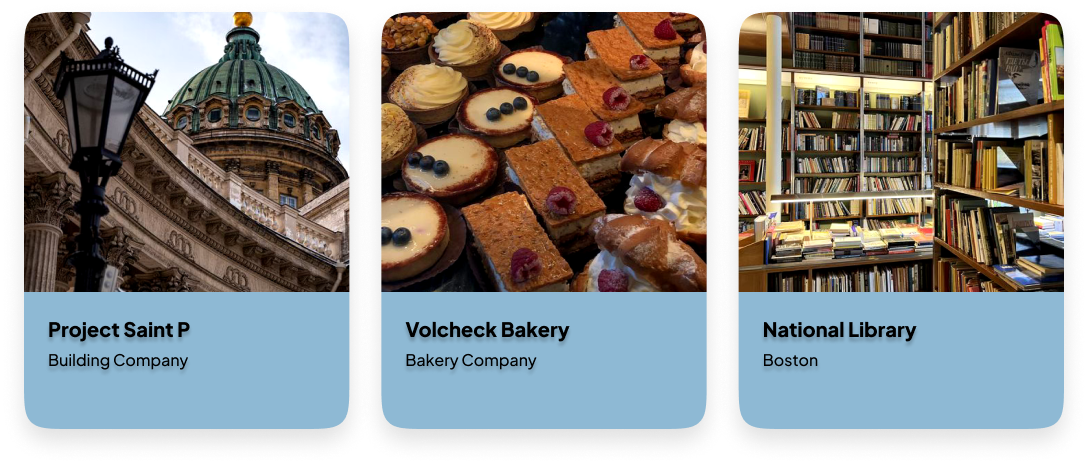 Project Saint P
Building Company
Volcheck Bakery
Bakery Company
National Library
Boston